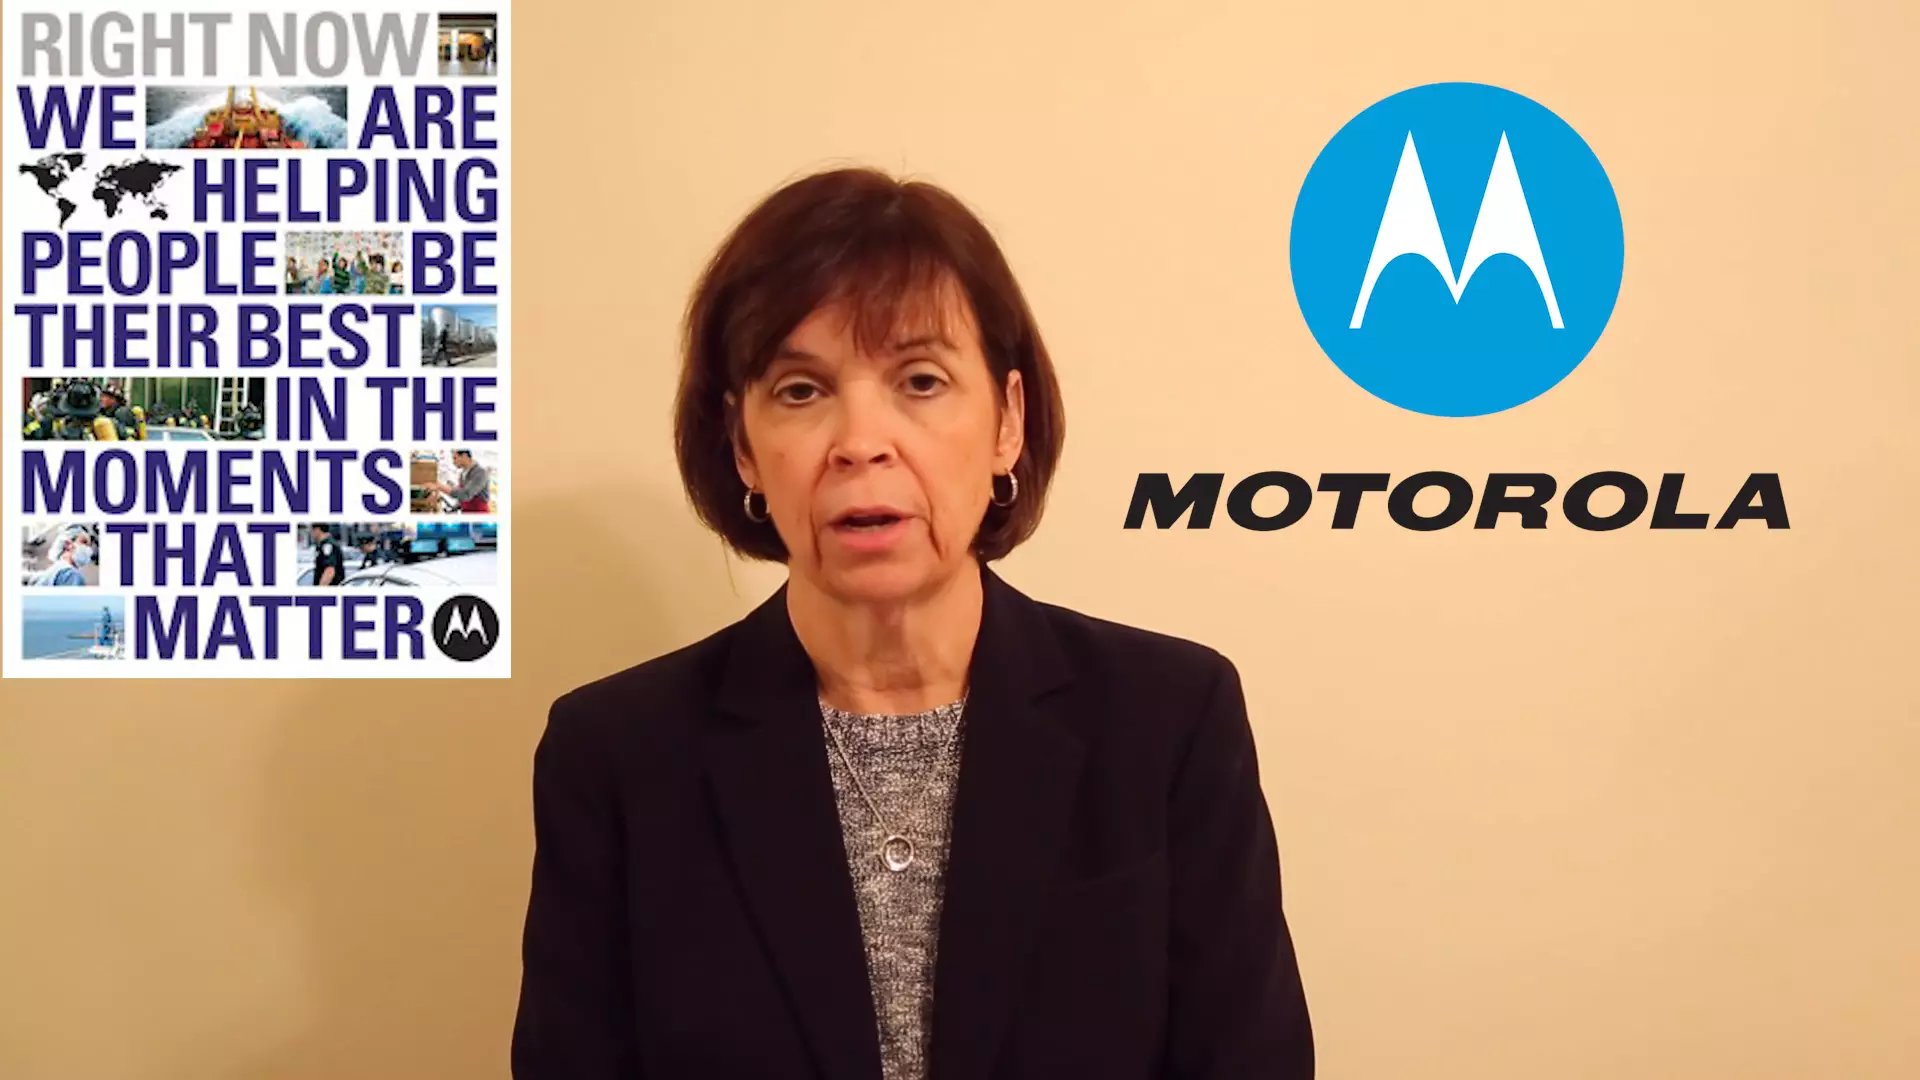 RIGHT NOW
WE ARE
HELPING
PEOPLE BE
THEIR BEST
IN THE
MOMENTS
THAT
MATTER
MOTOROLA